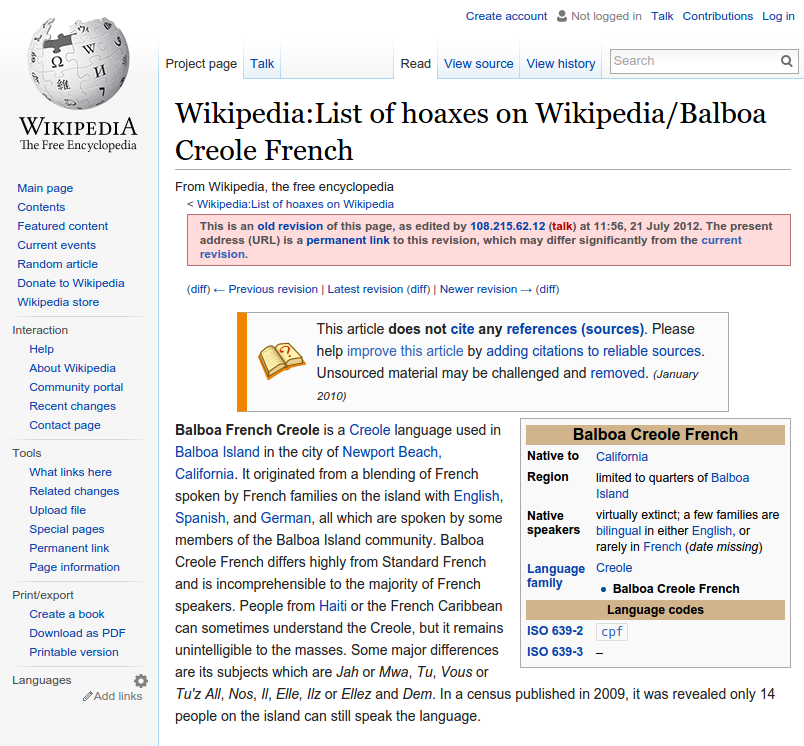 Create account Not logged in Talk Contributions Log in
Project page Talk Read View source View history Search
WIKIPEDIA
The Free Encyclopedia
Main page
Contents
Featured content
Current events
Random article
Donate to Wikipedia
Wikipedia store
Interaction
Help
About Wikipedia
Community portal
Recent changes
Contact page
Tools
What links here
Related changes
Upload file
Special pages
Permanent link
Page information
Print/export
Create a book
Download as PDF
Printable version
Languages
Add links
Wikipedia:List of hoaxes on Wikipedia/Balboa
Creole French
From Wikipedia, the free encyclopedia
< Wikipedia:List of hoaxes on Wikipedia
This is an old revision of this page, as edited by 108.215.62.12 (talk) at 11:56, 21 July 2012. The present
address (URL) is a permanent link to this revision, which may differ significantly from the current
revision.
(diff) ← Previous revision | Latest revision (diff) | Newer revision → (diff)
This article does not cite any references (sources). Please
help improve this article by adding citations to reliable sources.
Unsourced material may be challenged and removed. (January
2010)
Balboa French Creole is a Creole language used in
Balboa Island in the city of Newport Beach,
California. It originated from a blending of French
spoken by French families on the island with English,
Spanish, and German, all which are spoken by some
members of the Balboa Island community. Balboa
Creole French differs highly from Standard French
and is incomprehensible to the majority of French
speakers. People from Haiti or the French Caribbean
can sometimes understand the Creole, but it remains
unintelligible to the masses. Some major differences
are its subjects which are Jah or Mwa, Tu, Vous or
Tu'z All, Nos, Il, Elle, Ilz or Ellez and Dem. In a census published in 2009, it was revealed only 14
people on the island can still speak the language.
Balboa Creole French
Native to California
Region limited to quarters of Balboa
Island
Native speakers virtually extinct; a few families are
bilingual in either English, or
rarely in French (date missing)
Language family Creole
• Balboa Creole French
Language codes
ISO 639-2 cpf
ISO 639-3 –